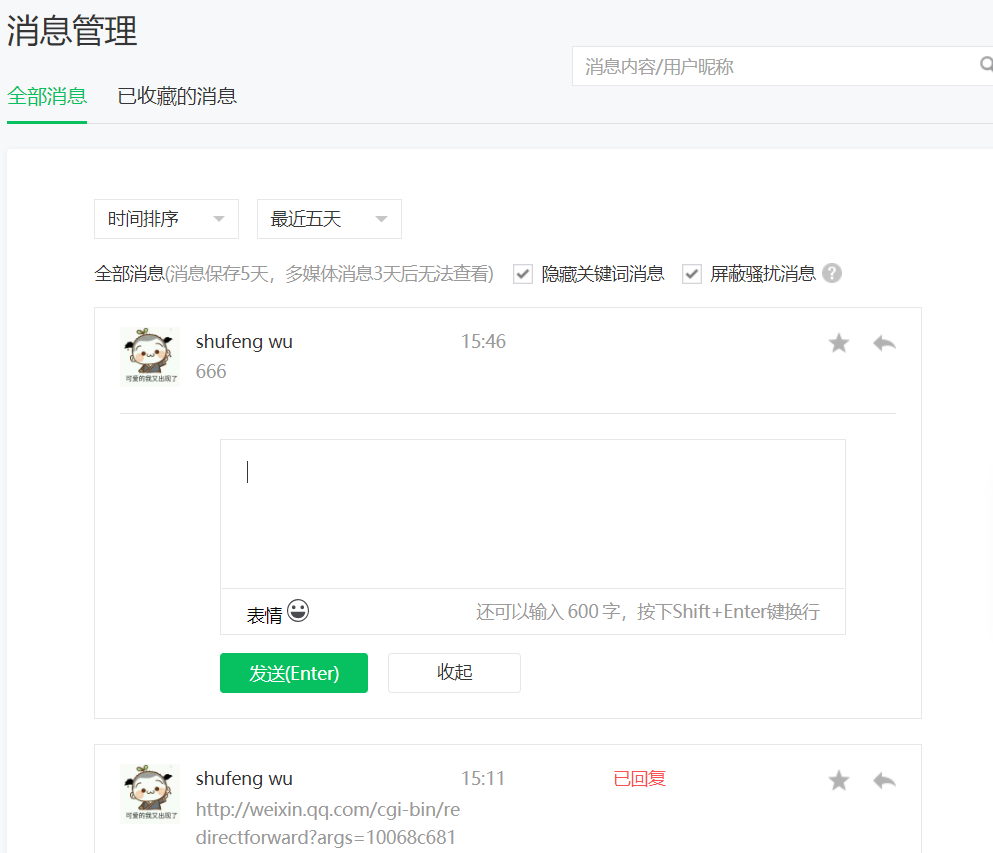 消息管理
消息内容/用户昵称
全部消息 已收藏的消息
时间排序 最近五天
全部消息(消息保存5天，多媒体消息3天后无法查看) 隐藏关键词消息 屏蔽骚扰消息 ?
shufeng wu 15:46
666
可爱的我又出现了
表情 还可以输入 600 字，按下Shift+Enter键换行
发送(Enter) 收起
shufeng wu 15:11 已回复
http://weixin.qq.com/cgi-bin/re
可爱的我又出现了
directforward?args=10068c681